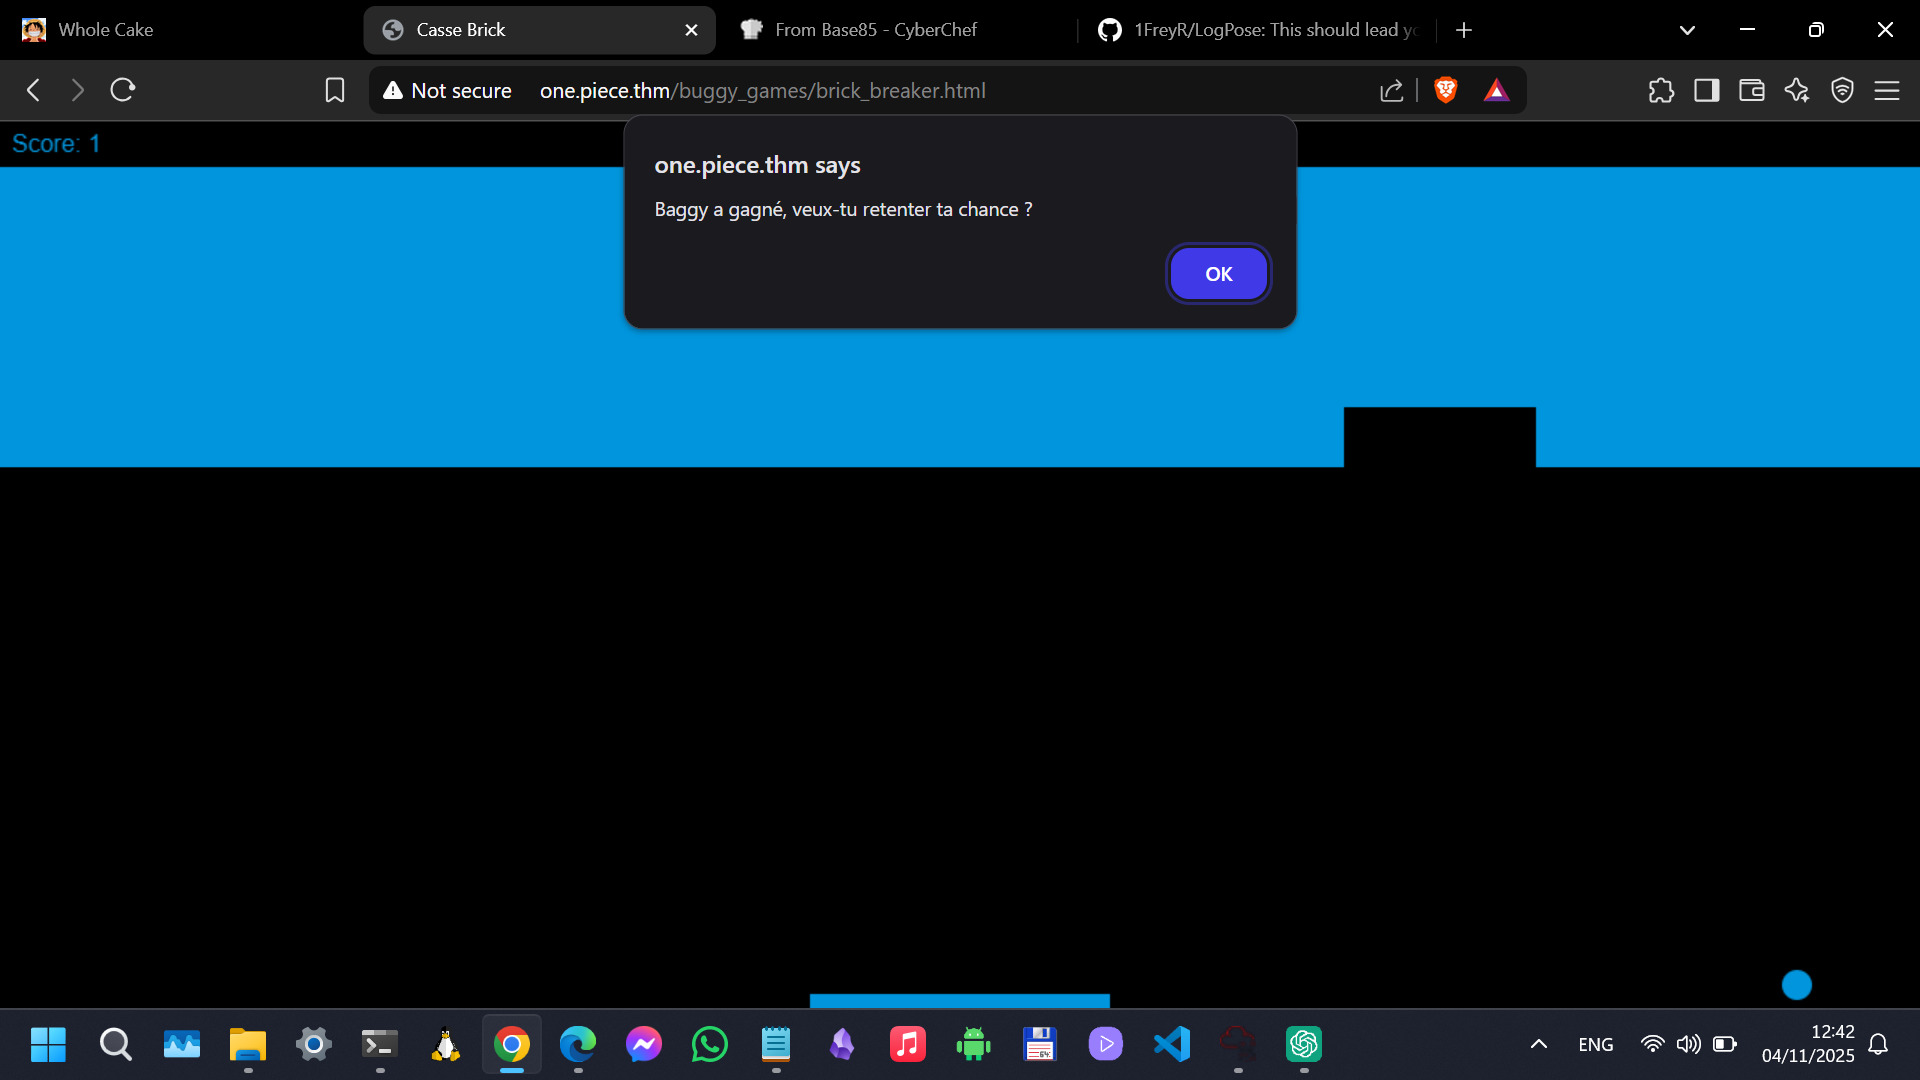 Whole Cake
Casse Brick
From Base85 - CyberChef
1FreyR/LogPose: This should lead yo
Not secure
one.piece.thm/buggy_games/brick_breaker.html
Score: 1
one.piece.thm says
Baggy a gagné, veux-tu retenter ta chance ?
OK
64
ENG
12:42
04/11/2025